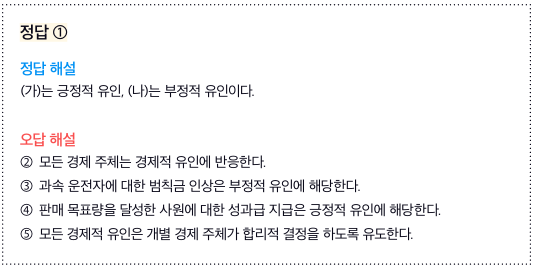 정답 ①
정답 해설
(가)는 긍정적 유인, (나)는 부정적 유인이다.
오답 해설
② 모든 경제 주체는 경제적 유인에 반응한다.
③ 과속 운전자에 대한 범칙금 인상은 부정적 유인에 해당한다.
④ 판매 목표량을 달성한 사원에 대한 성과급 지급은 긍정적 유인에 해당한다.
⑤ 모든 경제적 유인은 개별 경제 주체가 합리적 결정을 하도록 유도한다.